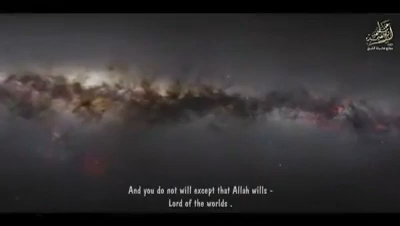 And you do not will except that Allah wills -
Lord of the worlds .